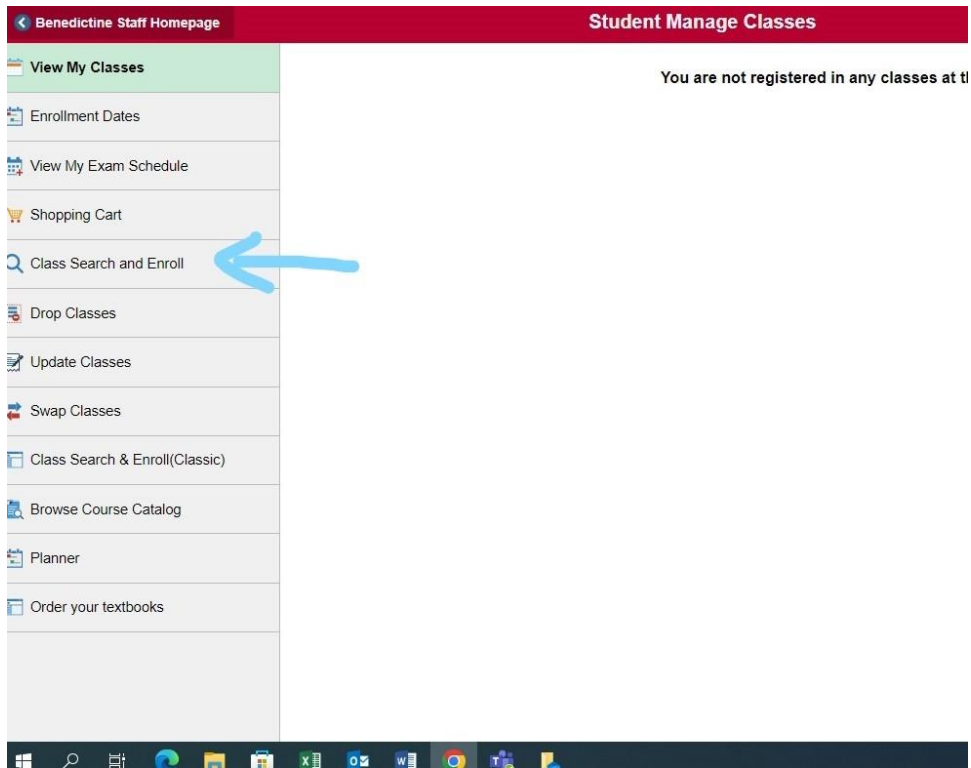 Benedictine Staff Homepage
Student Manage Classes
View My Classes
You are not registered in any classes at
Enrollment Dates
View My Exam Schedule
Shopping Cart
Class Search and Enroll
Drop Classes
Update Classes
Swap Classes
Class Search & Enroll(Classic)
Browse Course Catalog
Planner
Order your textbooks